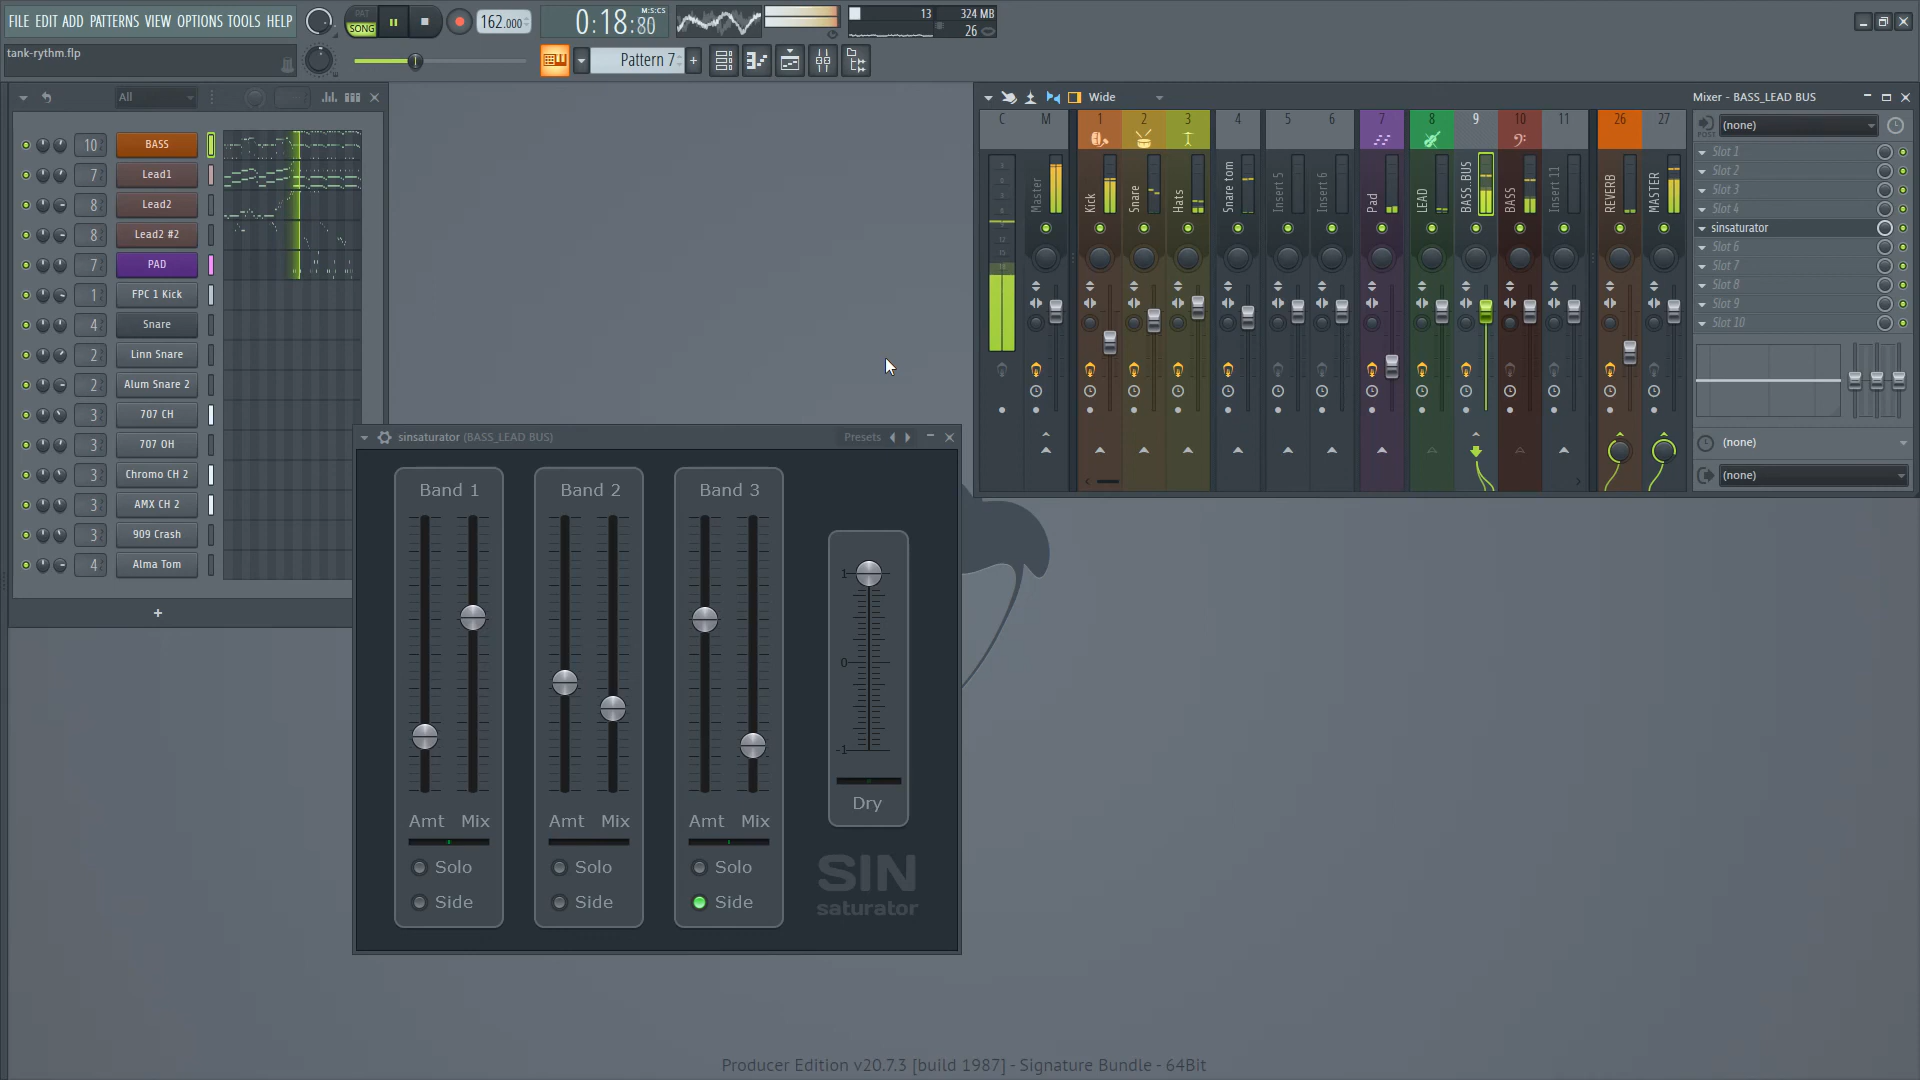 FILE EDIT ADD PATTERNS VIEW OPTIONS TOOLS HELP
tank-rythm.flp
PAT
SONG
162.000
M:S:CS
0:18:80
13
324 MB
26
Pattern 7
+
All
10 BASS
7 Lead1
8 Lead2
8 Lead2 #2
7 PAD
1 FPC 1 Kick
4 Snare
2 Linn Snare
2 Alum Snare 2
3 707 CH
3 707 OH
3 Chromo CH 2
3 AMX CH 2
3 909 Crash
4 Alma Tom
+
sinsaturator (BASS_LEAD BUS)
Presets
Band 1
Band 2
Band 3
1
0
-1
Dry
Amt Mix
Amt Mix
Amt Mix
Solo
Solo
Solo
Side
Side
Side
SIN
saturator
Wide
Mixer - BASS_LEAD BUS
C M 1 2 3 4 5 6 7 8 9 10 11 26 27
Master
Kick
Snare
Hats
Snare tom
Insert 5
Insert 6
Pad
LEAD
BASS BUS
BASS
Insert 11
REVERB
MASTER
POST
(none)
Slot 1
Slot 2
Slot 3
Slot 4
sinsaturator
Slot 6
Slot 7
Slot 8
Slot 9
Slot 10
(none)
(none)
Producer Edition v20.7.3 [build 1987] - Signature Bundle - 64Bit